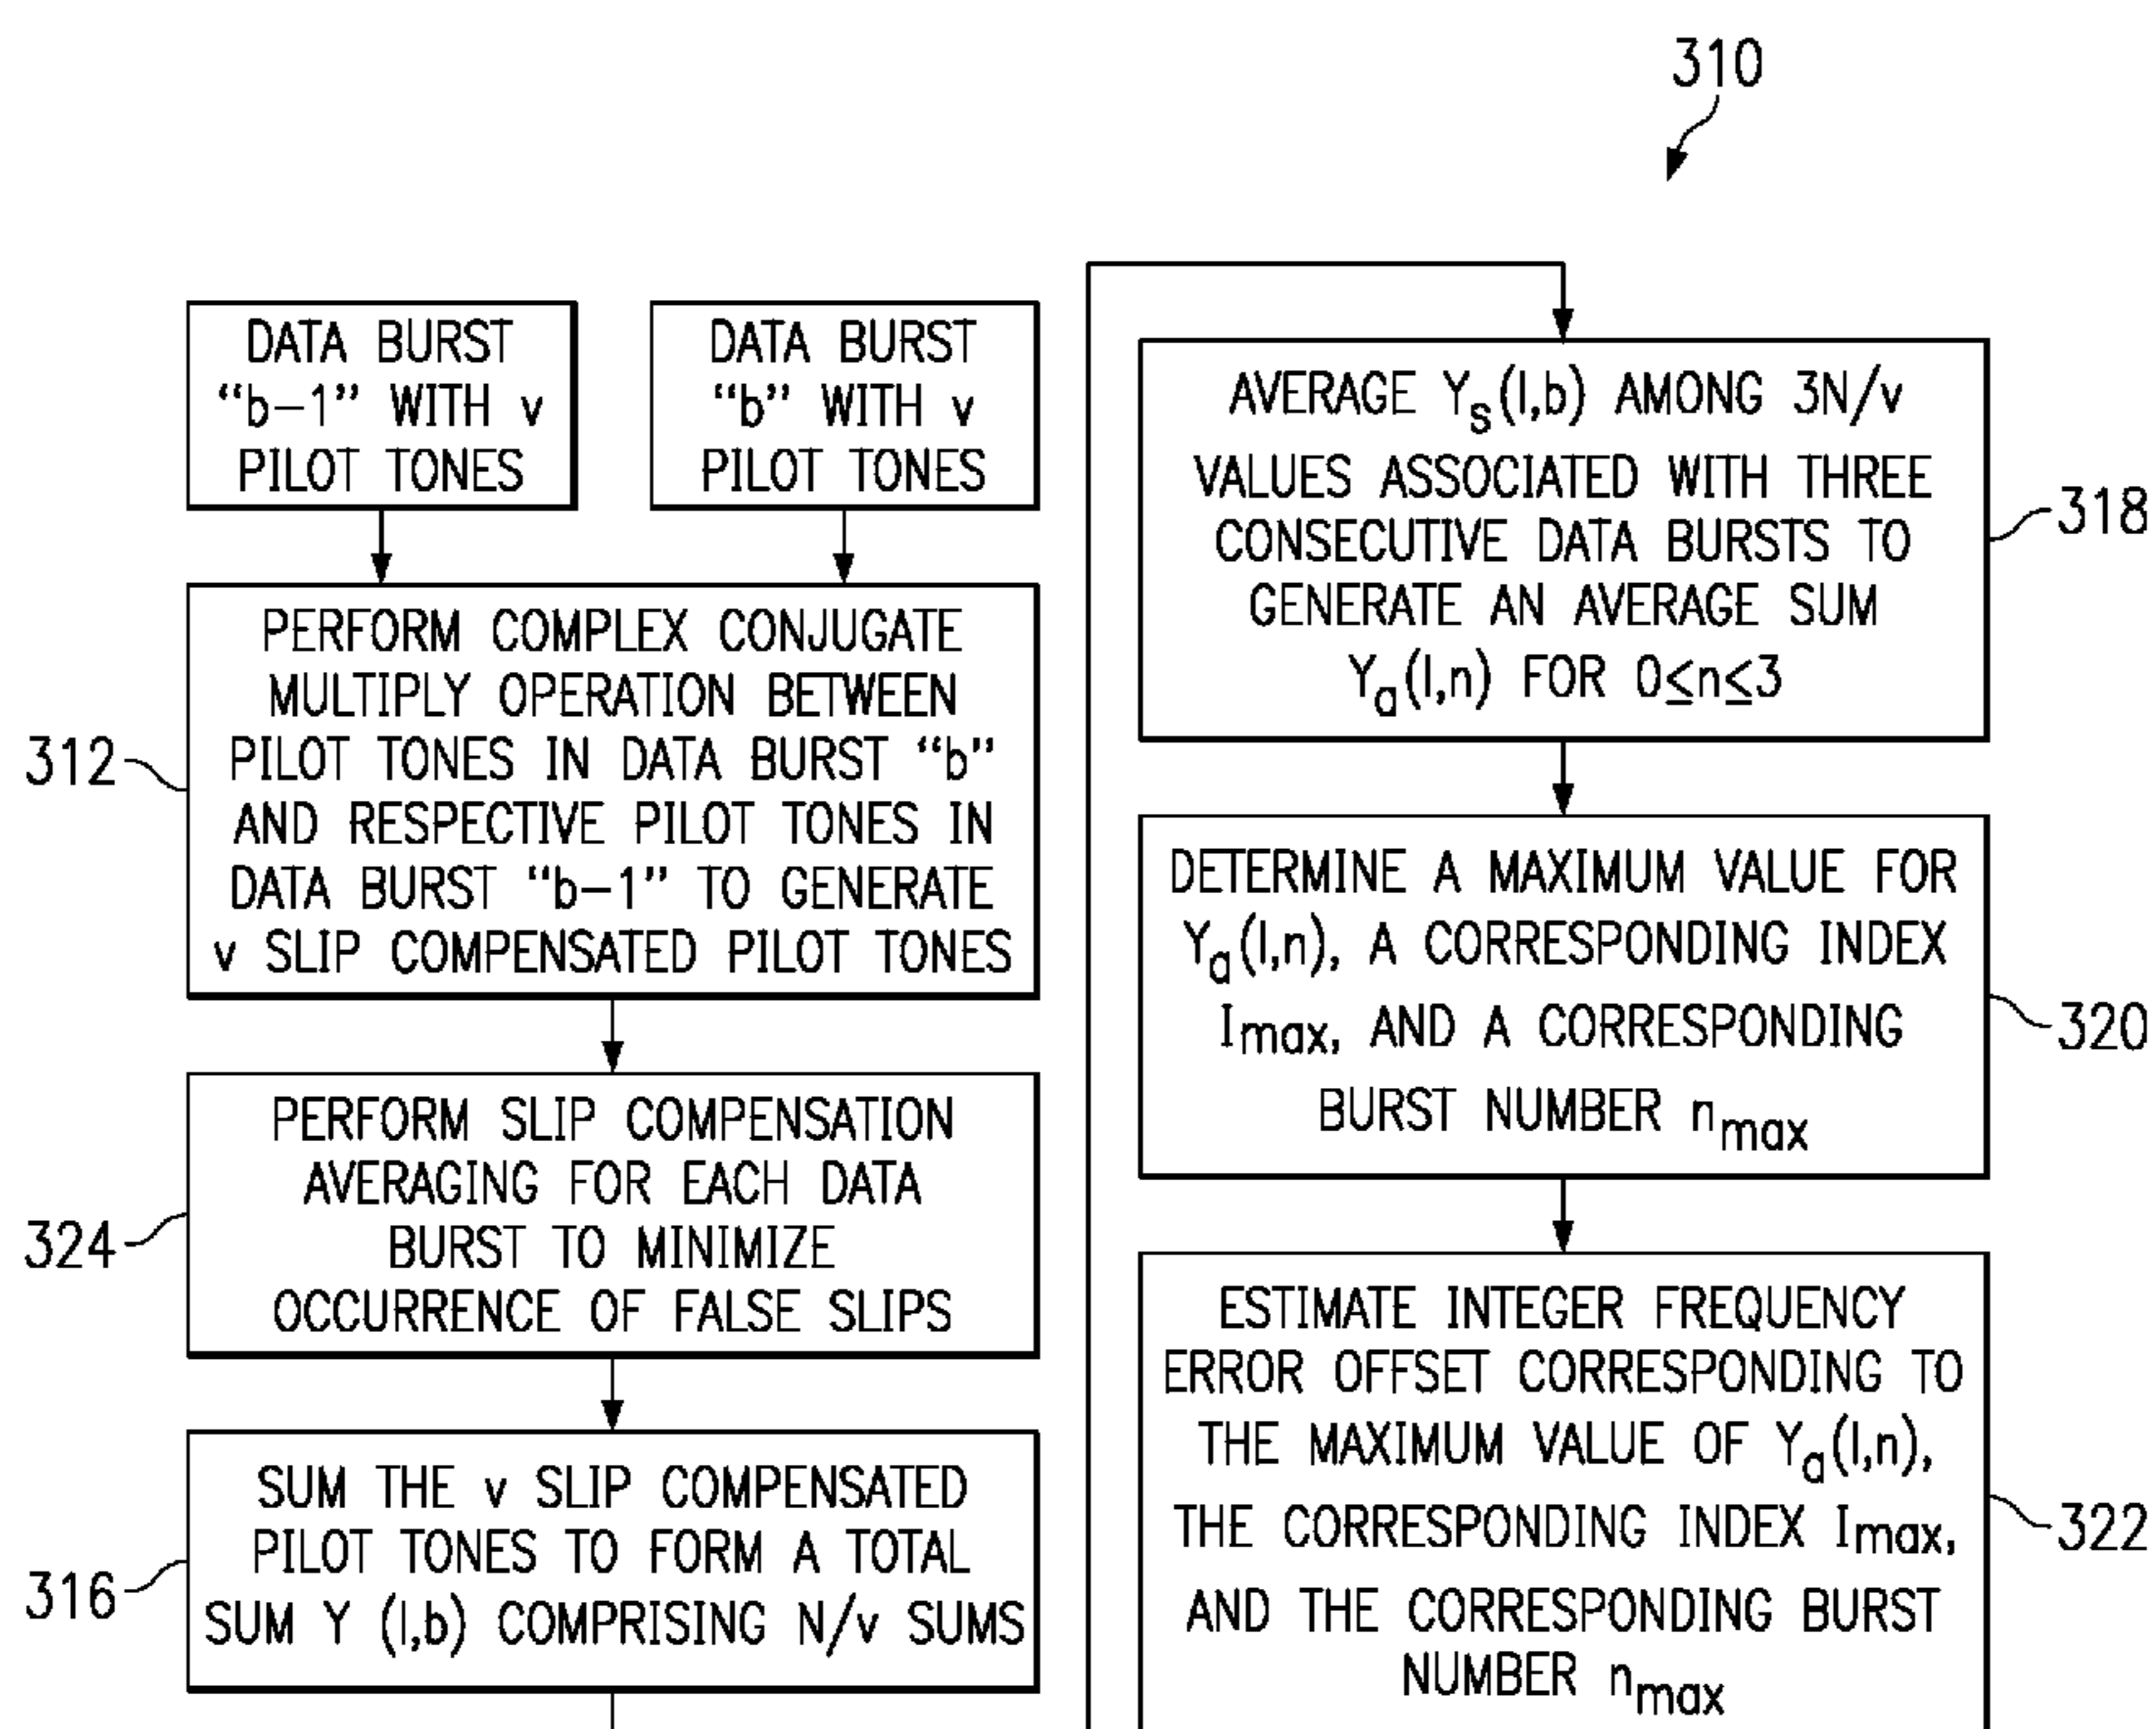 310
DATA BURST
“b–1” WITH v
PILOT TONES
DATA BURST
“b” WITH v
PILOT TONES
312
PERFORM COMPLEX CONJUGATE
MULTIPLY OPERATION BETWEEN
PILOT TONES IN DATA BURST “b”
AND RESPECTIVE PILOT TONES IN
DATA BURST “b–1” TO GENERATE
v SLIP COMPENSATED PILOT TONES
324
PERFORM SLIP COMPENSATION
AVERAGING FOR EACH DATA
BURST TO MINIMIZE
OCCURRENCE OF FALSE SLIPS
316
SUM THE v SLIP COMPENSATED
PILOT TONES TO FORM A TOTAL
SUM Y (l,b) COMPRISING N/v SUMS
AVERAGE Yₛ(l,b) AMONG 3N/v
VALUES ASSOCIATED WITH THREE
CONSECUTIVE DATA BURSTS TO
GENERATE AN AVERAGE SUM
Yₐ(l,n) FOR 0≤n≤3
318
DETERMINE A MAXIMUM VALUE FOR
Yₐ(l,n), A CORRESPONDING INDEX
Iₘₐₓ, AND A CORRESPONDING
BURST NUMBER nₘₐₓ
320
ESTIMATE INTEGER FREQUENCY
ERROR OFFSET CORRESPONDING TO
THE MAXIMUM VALUE OF Yₐ(l,n),
THE CORRESPONDING INDEX Iₘₐₓ,
AND THE CORRESPONDING BURST
NUMBER nₘₐₓ
322